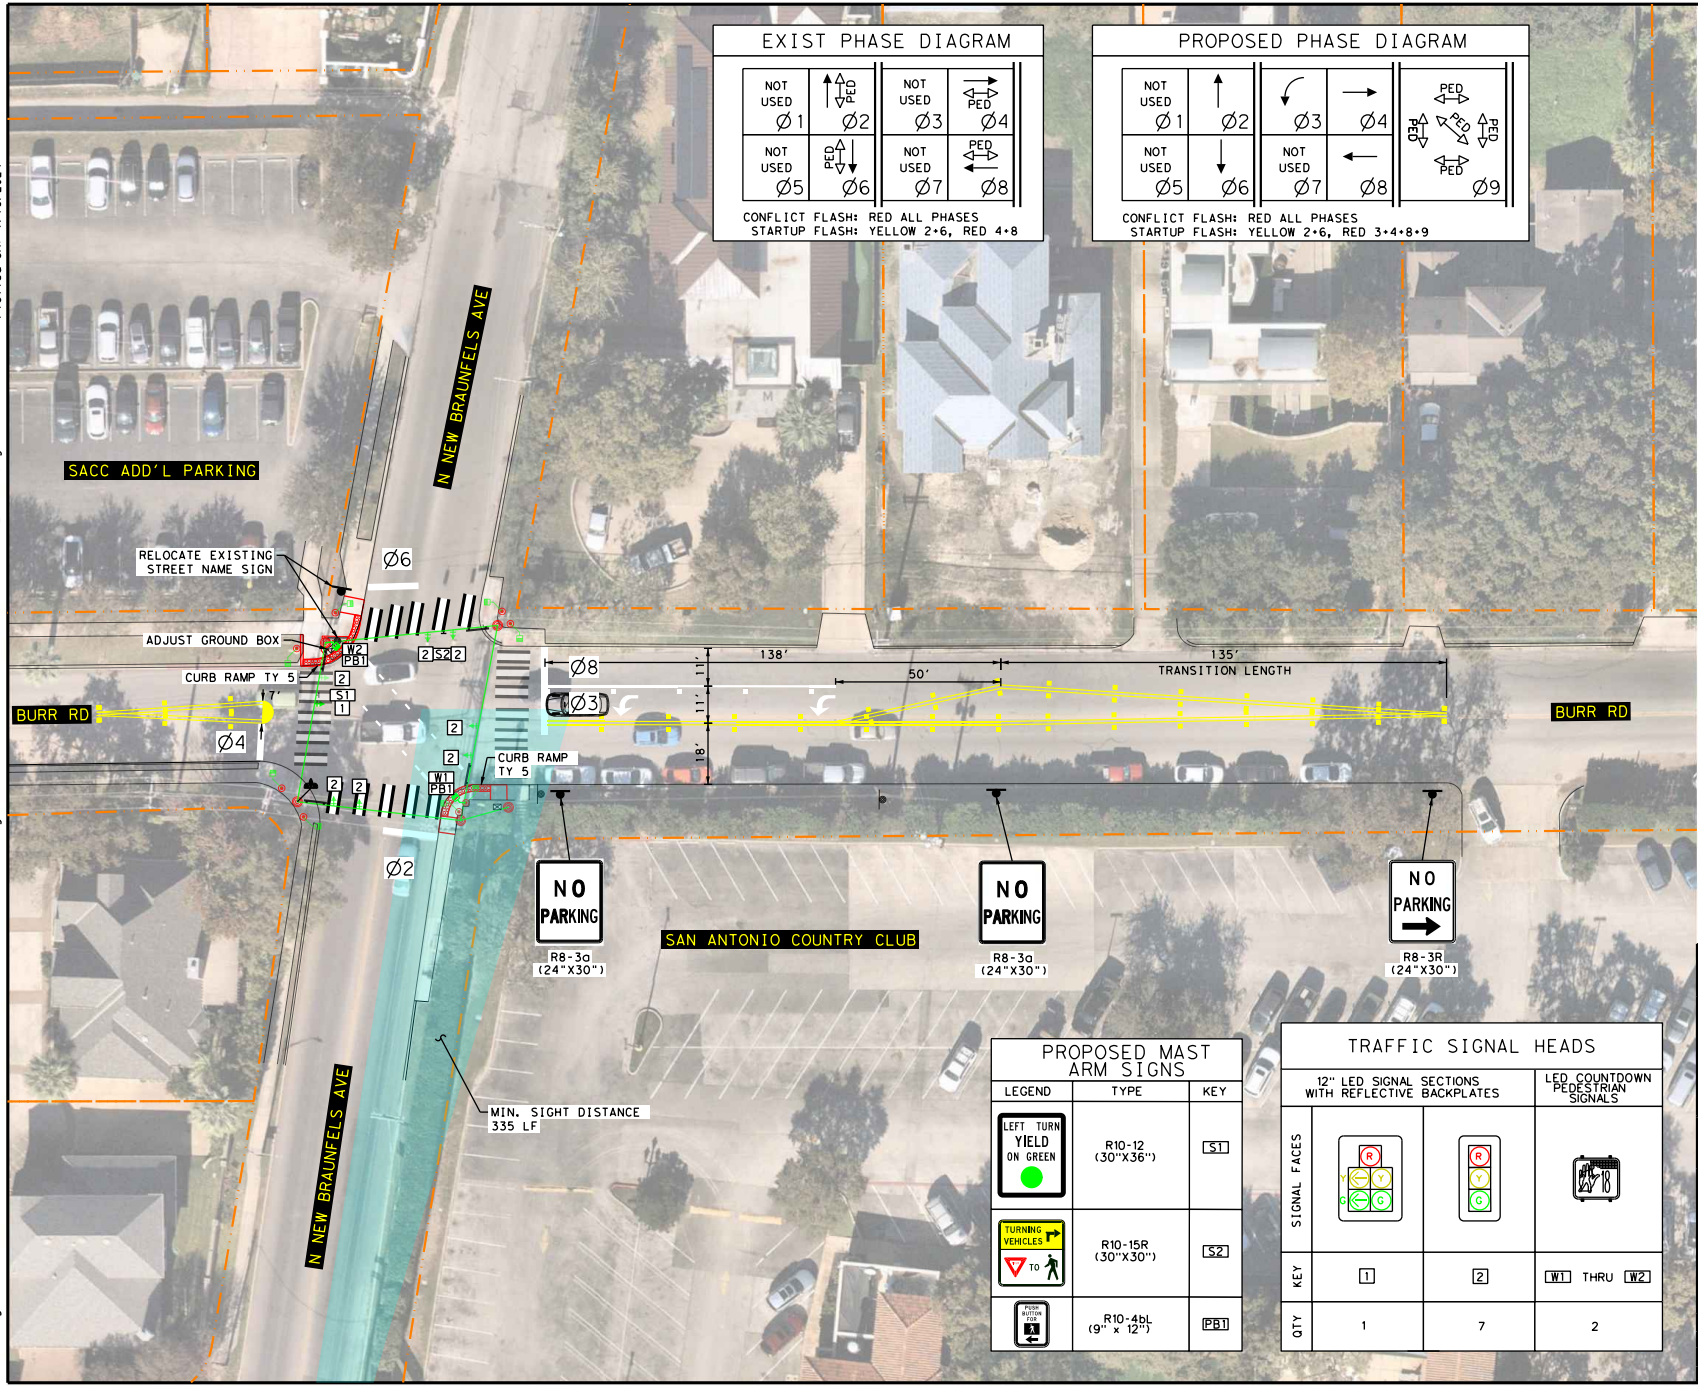 EXIST PHASE DIAGRAM
NOT USED Ø1
PED Ø2
NOT USED Ø3
PED Ø4
NOT USED Ø5
PED Ø6
NOT USED Ø7
PED Ø8
CONFLICT FLASH: RED ALL PHASES
STARTUP FLASH: YELLOW 2+6, RED 4+8
PROPOSED PHASE DIAGRAM
NOT USED Ø1
Ø2
Ø3
Ø4
NOT USED Ø5
Ø6
NOT USED Ø7
Ø8
PED
PED PED PED
PED
Ø9
CONFLICT FLASH: RED ALL PHASES
STARTUP FLASH: YELLOW 2+6, RED 3+4+8+9
N NEW BRAUNFELS AVE
SACC ADD'L PARKING
RELOCATE EXISTING
STREET NAME SIGN
Ø6
ADJUST GROUND BOX
W2
PB1
CURB RAMP TY 5
2 S2 2
2
S1
1
7'
BURR RD
Ø4
Ø8
Ø3
138'
50'
135'
TRANSITION LENGTH
11'
11'
18'
BURR RD
2
2
W1
PB1
CURB RAMP
TY 5
2 2
Ø2
NO
PARKING
R8-3a
(24"X30")
NO
PARKING
R8-3a
(24"X30")
NO
PARKING
R8-3R
(24"X30")
SAN ANTONIO COUNTRY CLUB
MIN. SIGHT DISTANCE
335 LF
N NEW BRAUNFELS AVE
PROPOSED MAST
ARM SIGNS
LEGEND TYPE KEY
LEFT TURN
YIELD
ON GREEN
R10-12
(30"X36")
S1
TURNING
VEHICLES
TO
R10-15R
(30"X30")
S2
PUSH
BUTTON
FOR
R10-4bL
(9" x 12")
PB1
TRAFFIC SIGNAL HEADS
12" LED SIGNAL SECTIONS
WITH REFLECTIVE BACKPLATES
LED COUNTDOWN
PEDESTRIAN
SIGNALS
SIGNAL FACES
R
Y Y
G G
R
Y
G
18
KEY 1 2 W1 THRU W2
QTY 1 7 2